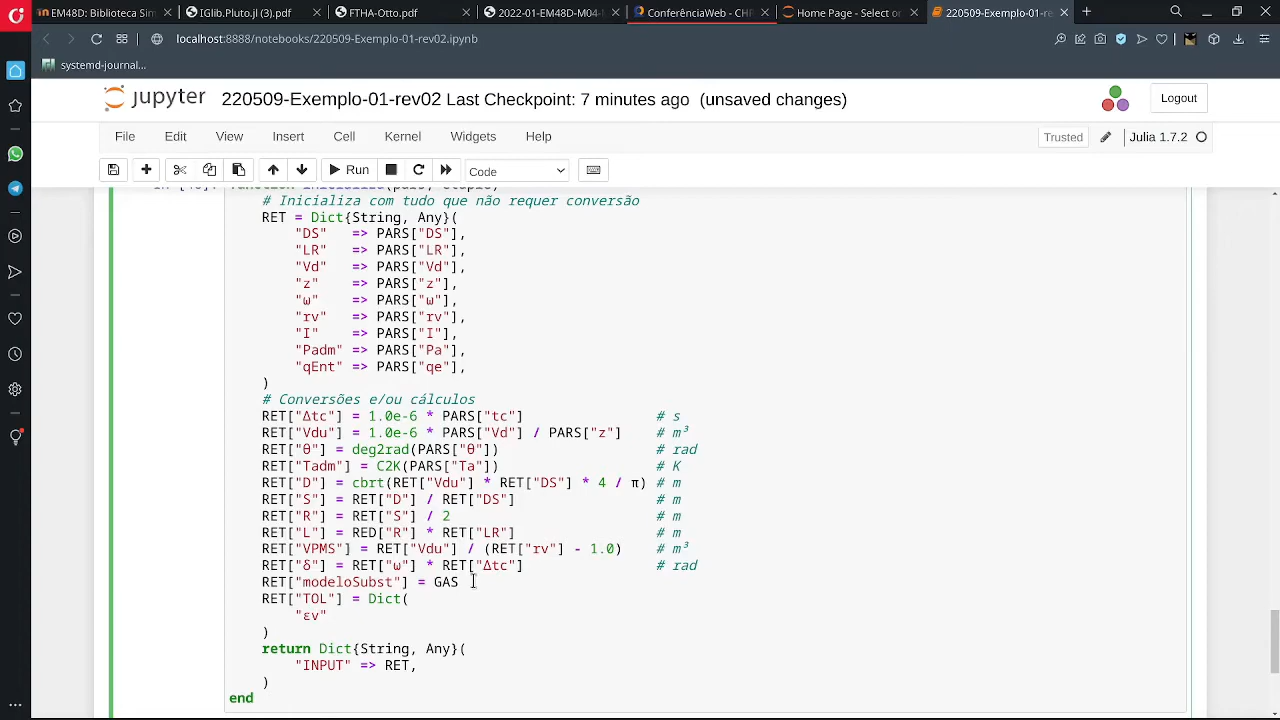 EM48D: Biblioteca Sim
IGlib.Pluto.jl (3).pdf
FTHA-Otto.pdf
2022-01-EM48D-M04-
ConferênciaWeb - CHF
Home Page - Select or
220509-Exemplo-01-re
localhost:8888/notebooks/220509-Exemplo-01-rev02.ipynb
systemd-journal...
jupyter 220509-Exemplo-01-rev02 Last Checkpoint: 7 minutes ago (unsaved changes)
Logout
File Edit View Insert Cell Kernel Widgets Help
Trusted
Julia 1.7.2
Run
Code
# Inicializa com tudo que não requer conversão
RET = Dict{String, Any}(
"DS" => PARS["DS"],
"LR" => PARS["LR"],
"Vd" => PARS["Vd"],
"z" => PARS["z"],
"ω" => PARS["ω"],
"rv" => PARS["rv"],
"I" => PARS["I"],
"Padm" => PARS["Pa"],
"qEnt" => PARS["qe"],
)
# Conversões e/ou cálculos
RET["Δtc"] = 1.0e-6 * PARS["tc"] # s
RET["Vdu"] = 1.0e-6 * PARS["Vd"] / PARS["z"] # m³
RET["θ"] = deg2rad(PARS["θ"]) # rad
RET["Tadm"] = C2K(PARS["Ta"]) # K
RET["D"] = cbrt(RET["Vdu"] * RET["DS"] * 4 / π) # m
RET["S"] = RET["D"] / RET["DS"] # m
RET["R"] = RET["S"] / 2 # m
RET["L"] = RED["R"] * RET["LR"] # m
RET["VPMS"] = RET["Vdu"] / (RET["rv"] - 1.0) # m³
RET["δ"] = RET["ω"] * RET["Δtc"] # rad
RET["modeloSubst"] = GAS
RET["TOL"] = Dict(
"εv"
)
return Dict{String, Any}(
"INPUT" => RET,
)
end